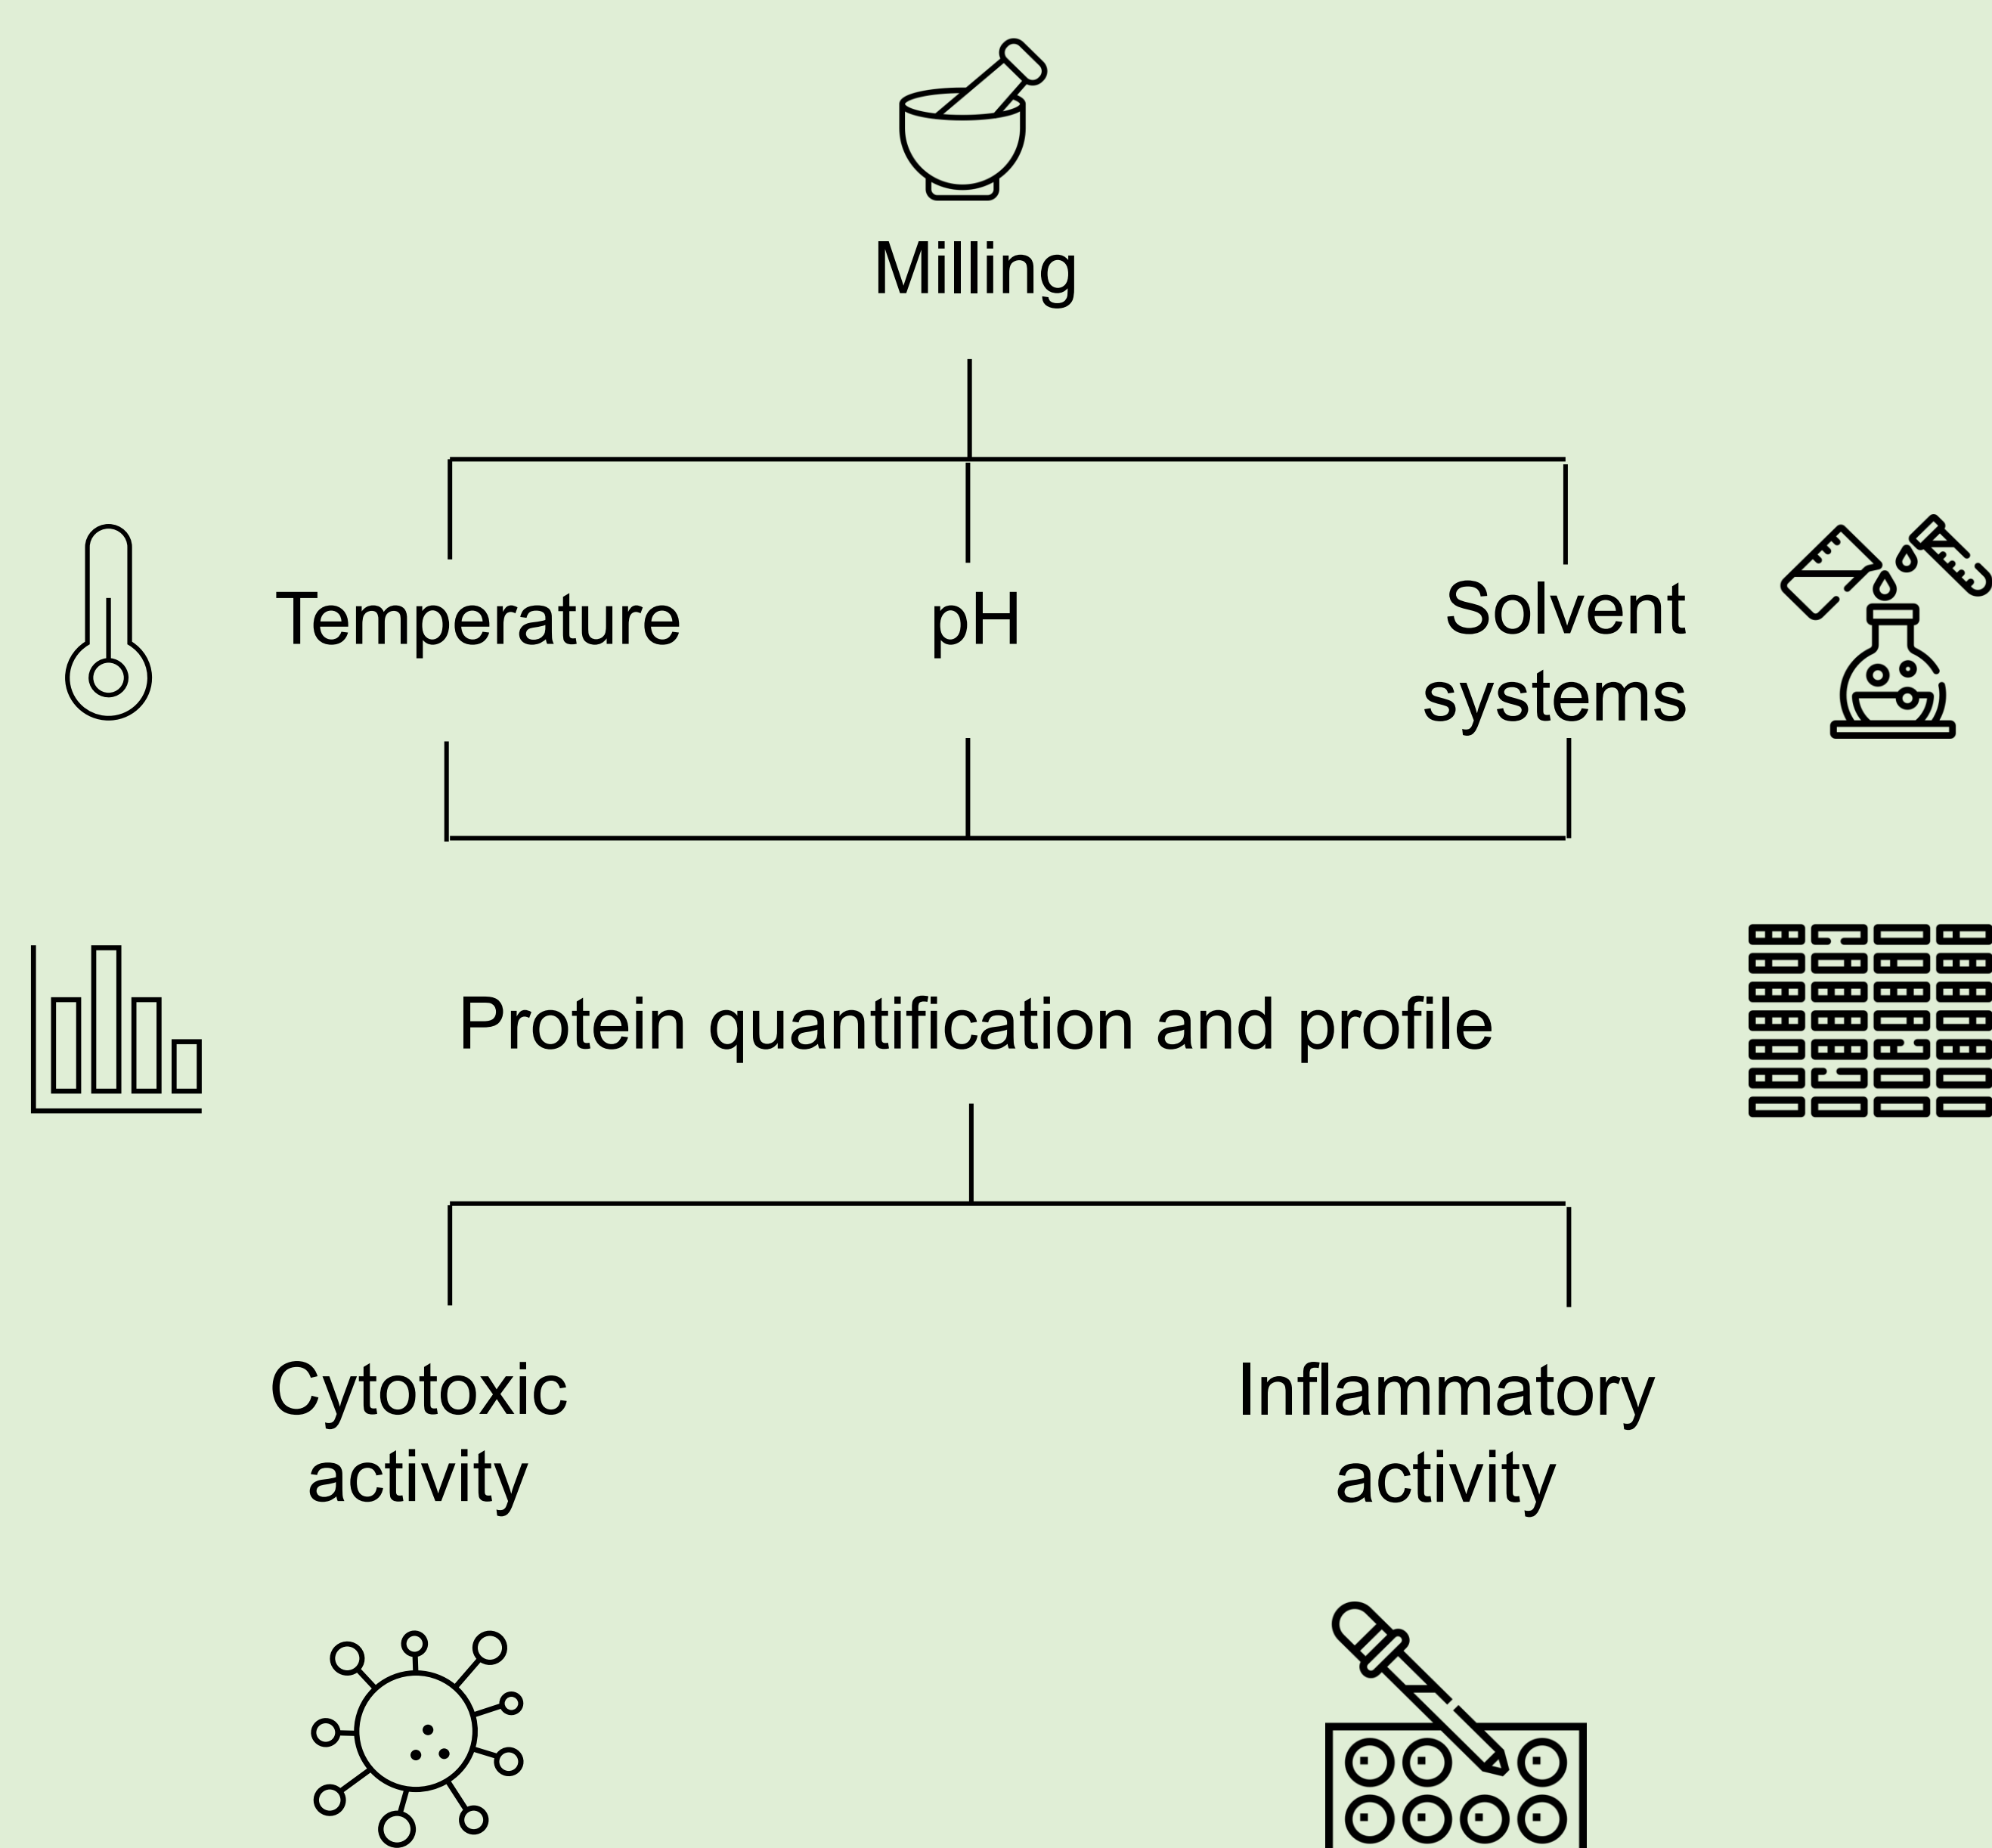 Milling
Temperature
pH
Solvent
systems
Protein quantification and profile
Cytotoxic
activity
Inflammatory
activity